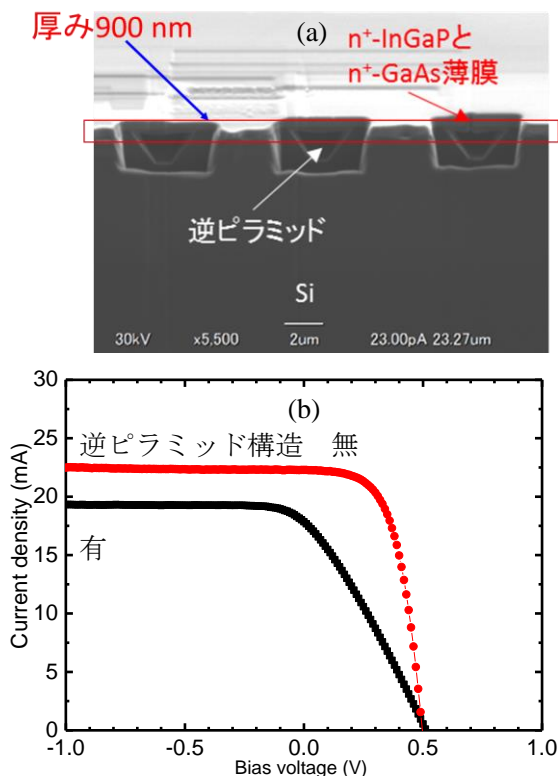 厚み900 nm
(a)
n⁺-InGaPと
n⁺-GaAs薄膜
逆ピラミッド
Si
30kV x5,500 2um 23.00pA 23.27um
(b)
逆ピラミッド構造 無
有
Current density (mA)
30
25
20
15
10
5
0
-1.0 -0.5 0.0 0.5 1.0
Bias voltage (V)